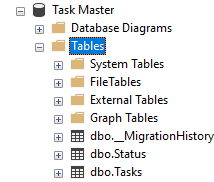 Task Master
Database Diagrams
Tables
System Tables
FileTables
External Tables
Graph Tables
dbo.__MigrationHistory
dbo.Status
dbo.Tasks